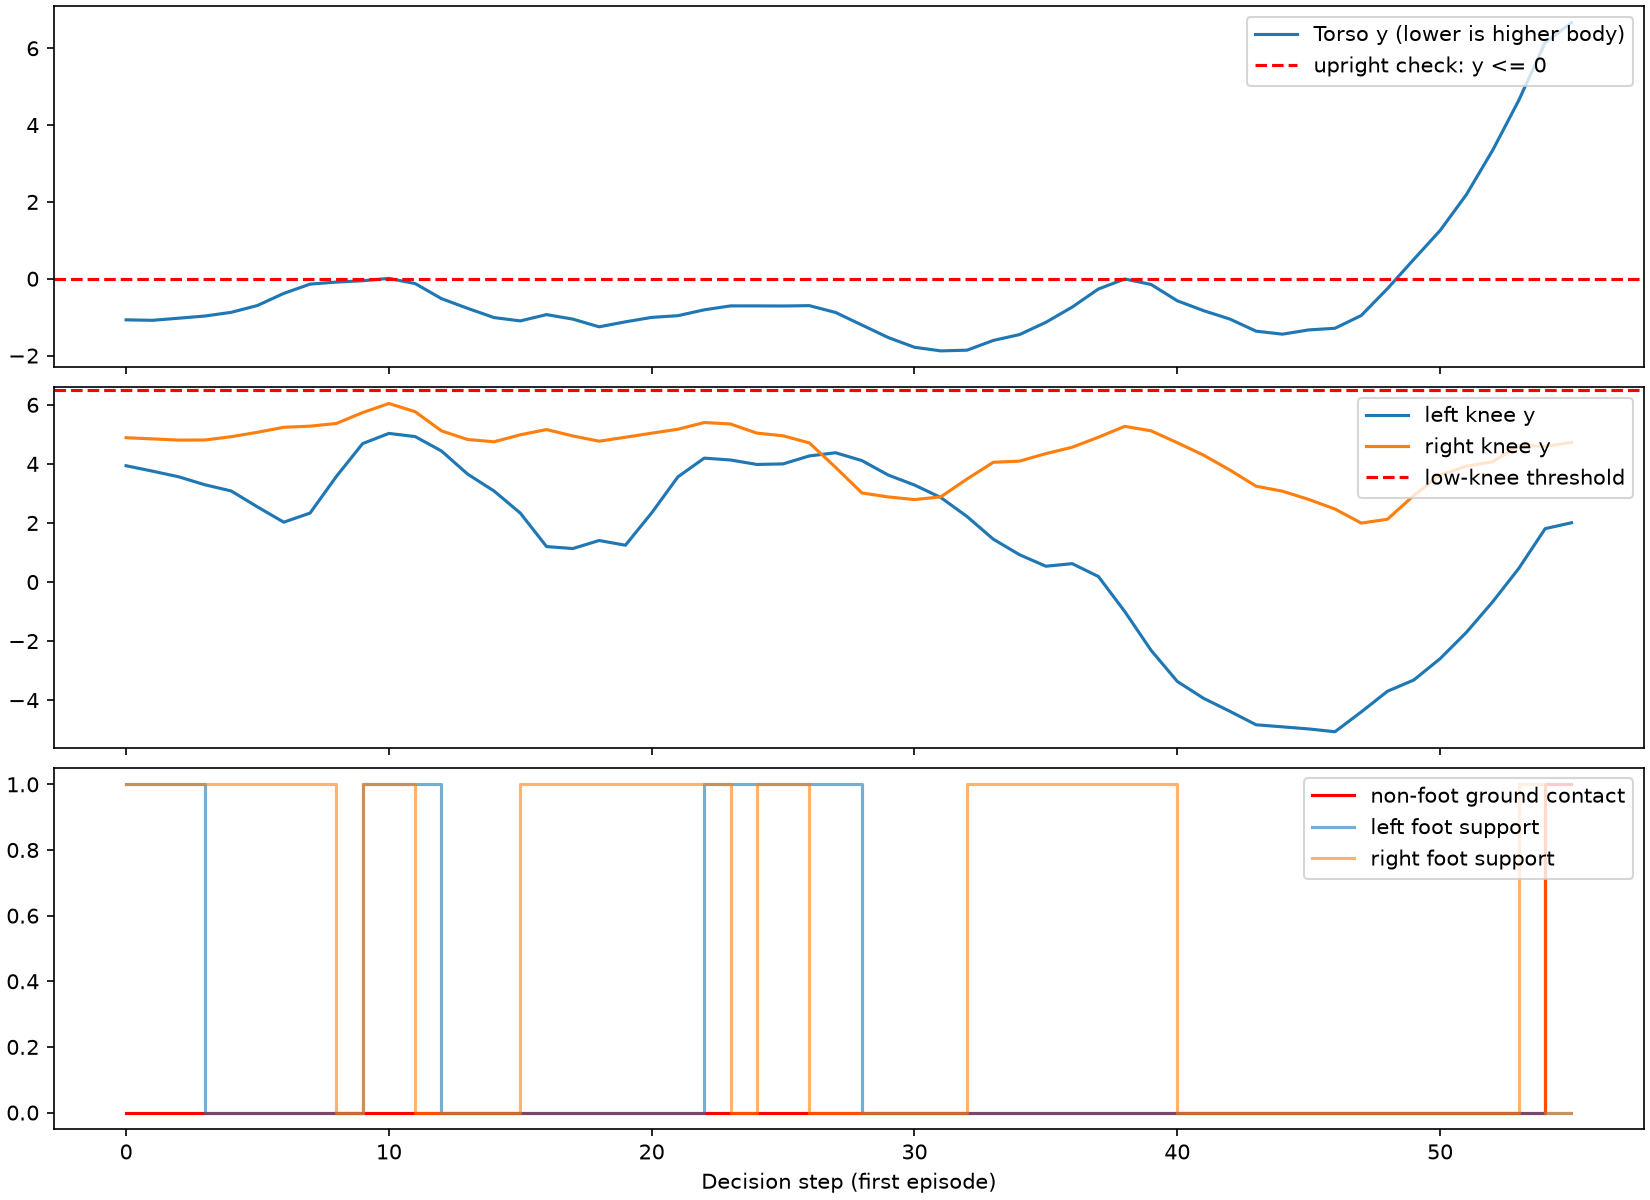 Torso y (lower is higher body)
upright check: y <= 0
6
4
2
0
−2
left knee y
right knee y
low-knee threshold
6
4
2
0
−2
−4
non-foot ground contact
left foot support
right foot support
1.0
0.8
0.6
0.4
0.2
0.0
0 10 20 30 40 50
Decision step (first episode)